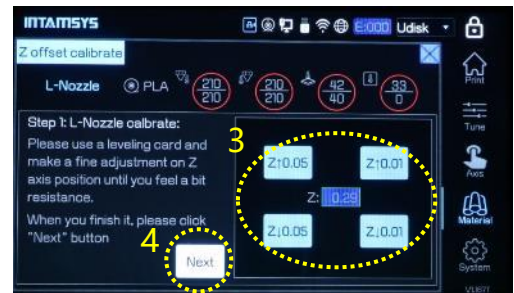 INTAMSYS E:000 Udisk
Z offset calibrate
L-Nozzle PLA 210 210 210 210 42 40 33 0
Print
Step 1: L-Nozzle calbrate:
Please use a leveling card and
make a fine adjustment on Z
axis position until you feel a bit
resistance.
When you finish it, please click
"Next" button
3
Z↑0.05 Z↑0.01
Z: 0.29
Z↓0.05 Z↓0.01
4
Next
Tune
Axis
Material
System